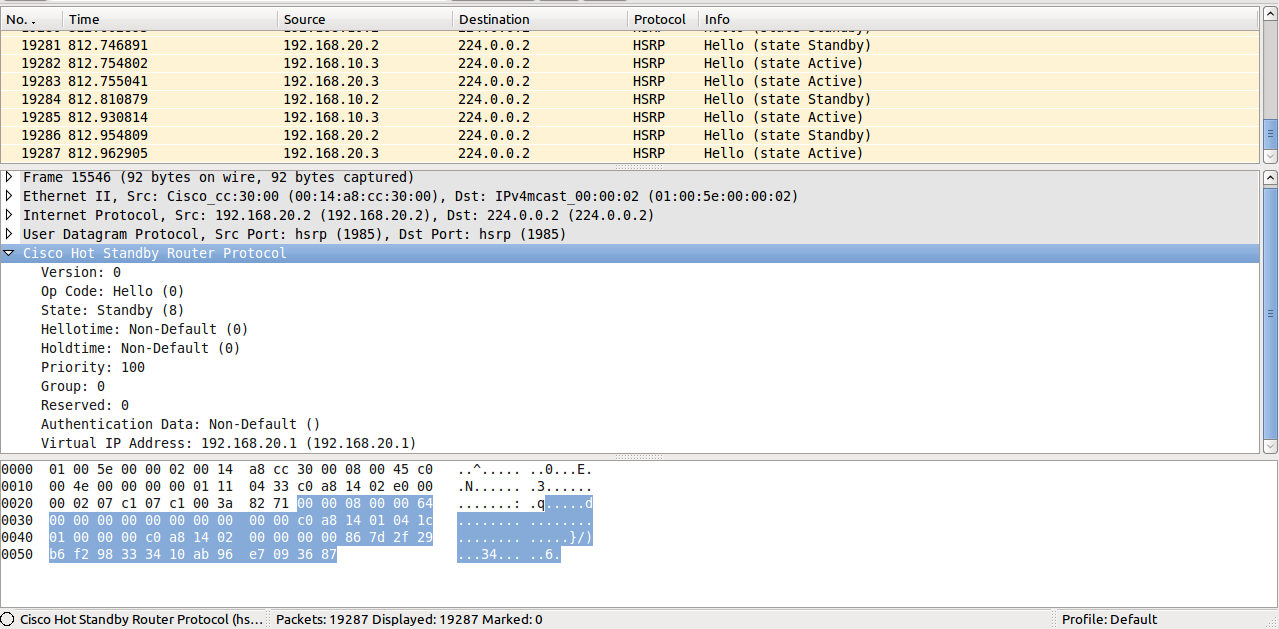 No. Time Source Destination Protocol Info
19281 812.746891 192.168.20.2 224.0.0.2 HSRP Hello (state Standby)
19282 812.754802 192.168.10.3 224.0.0.2 HSRP Hello (state Active)
19283 812.755041 192.168.20.3 224.0.0.2 HSRP Hello (state Active)
19284 812.810879 192.168.10.2 224.0.0.2 HSRP Hello (state Standby)
19285 812.930814 192.168.10.3 224.0.0.2 HSRP Hello (state Active)
19286 812.954809 192.168.20.2 224.0.0.2 HSRP Hello (state Standby)
19287 812.962905 192.168.20.3 224.0.0.2 HSRP Hello (state Active)
Frame 15546 (92 bytes on wire, 92 bytes captured)
Ethernet II, Src: Cisco_cc:30:00 (00:14:a8:cc:30:00), Dst: IPv4mcast_00:00:02 (01:00:5e:00:00:02)
Internet Protocol, Src: 192.168.20.2 (192.168.20.2), Dst: 224.0.0.2 (224.0.0.2)
User Datagram Protocol, Src Port: hsrp (1985), Dst Port: hsrp (1985)
Cisco Hot Standby Router Protocol
Version: 0
Op Code: Hello (0)
State: Standby (8)
Hellotime: Non-Default (0)
Holdtime: Non-Default (0)
Priority: 100
Group: 0
Reserved: 0
Authentication Data: Non-Default ()
Virtual IP Address: 192.168.20.1 (192.168.20.1)
0000 01 00 5e 00 00 02 00 14 a8 cc 30 00 08 00 45 c0 ..^..... ..0...E.
0010 00 4e 00 00 00 00 01 11 04 33 c0 a8 14 02 e0 00 .N...... .3......
0020 00 02 07 c1 07 c1 00 3a 82 71 00 00 08 00 00 64 .......: .q.....d
0030 00 00 00 00 00 00 00 00 00 00 c0 a8 14 01 04 1c ........ ........
0040 01 00 00 00 c0 a8 14 02 00 00 00 00 86 7d 2f 29 ........ .....}/)
0050 b6 f2 98 33 34 10 ab 96 e7 09 36 87 ...34... ..6.
Cisco Hot Standby Router Protocol (hs... Packets: 19287 Displayed: 19287 Marked: 0 Profile: Default